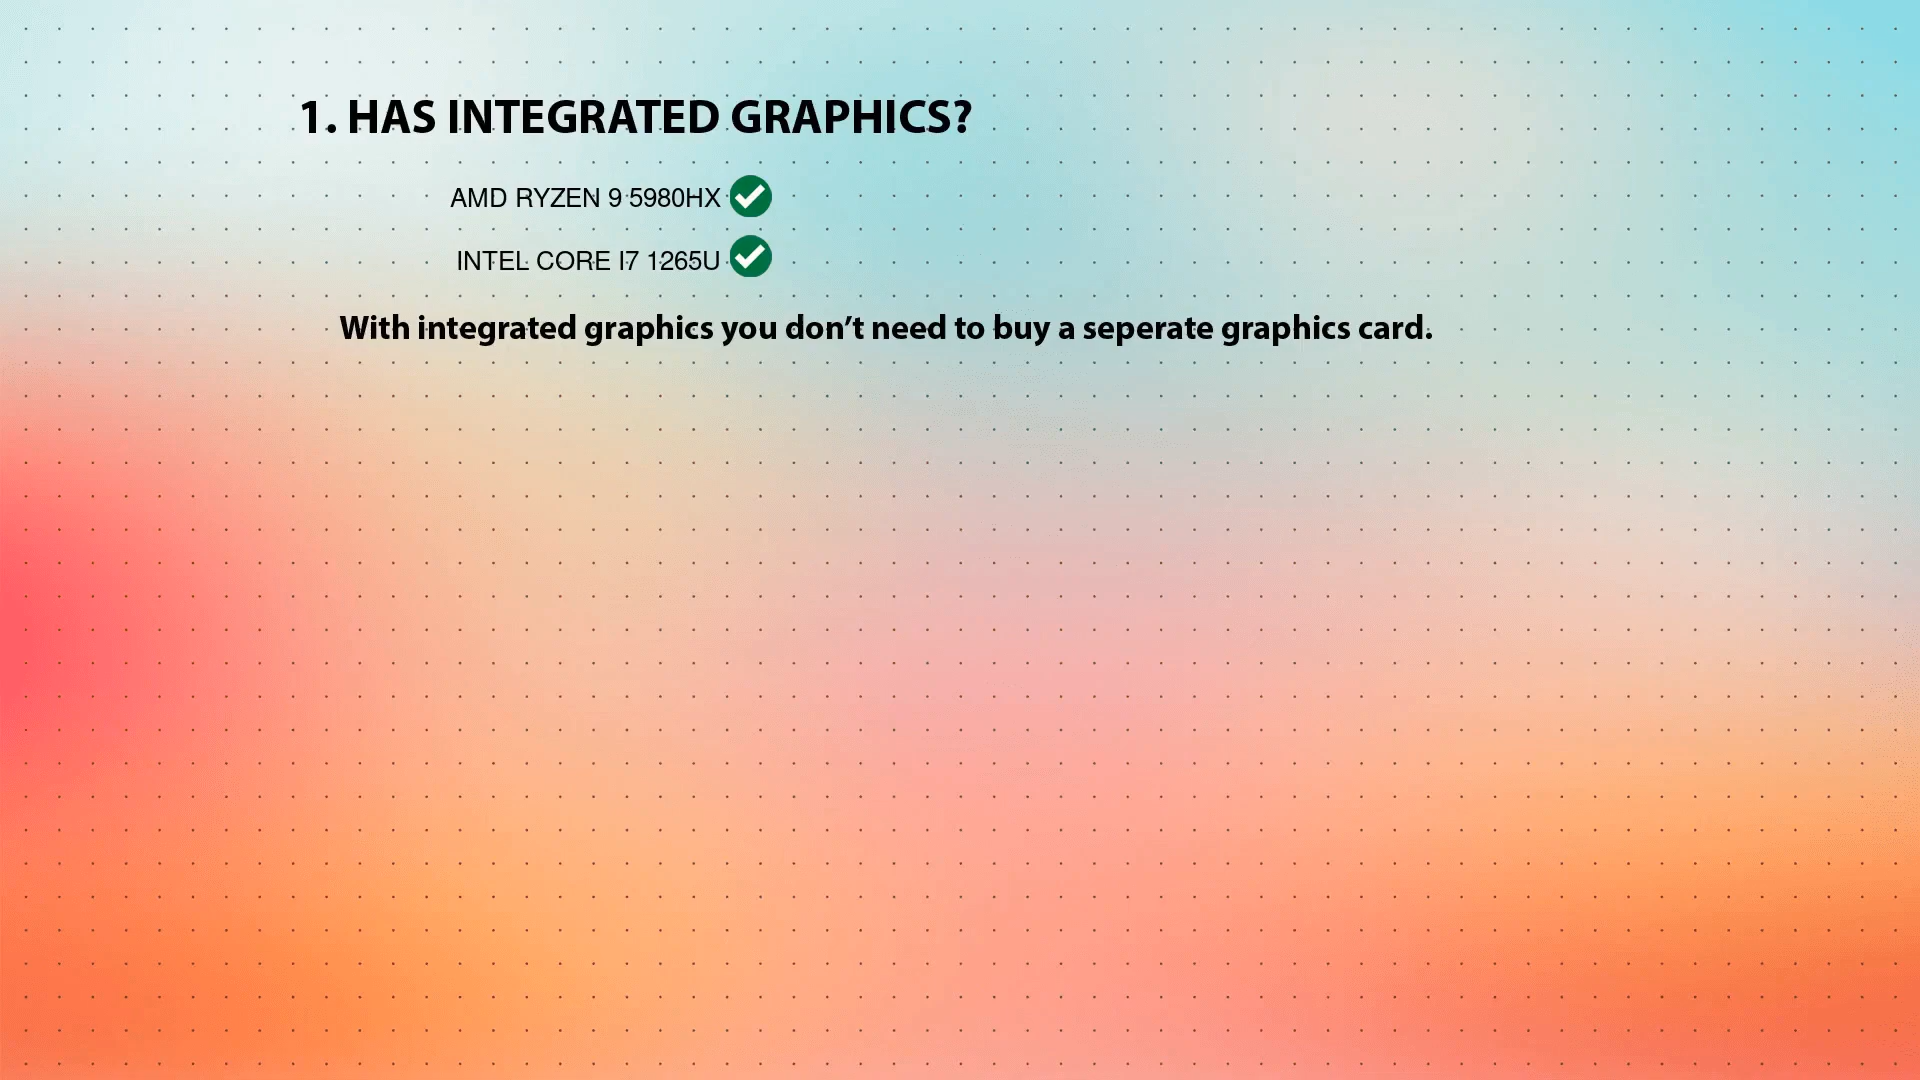 1. HAS INTEGRATED GRAPHICS?
AMD RYZEN 9 5980HX
INTEL CORE I7 1265U
With integrated graphics you don’t need to buy a seperate graphics card.